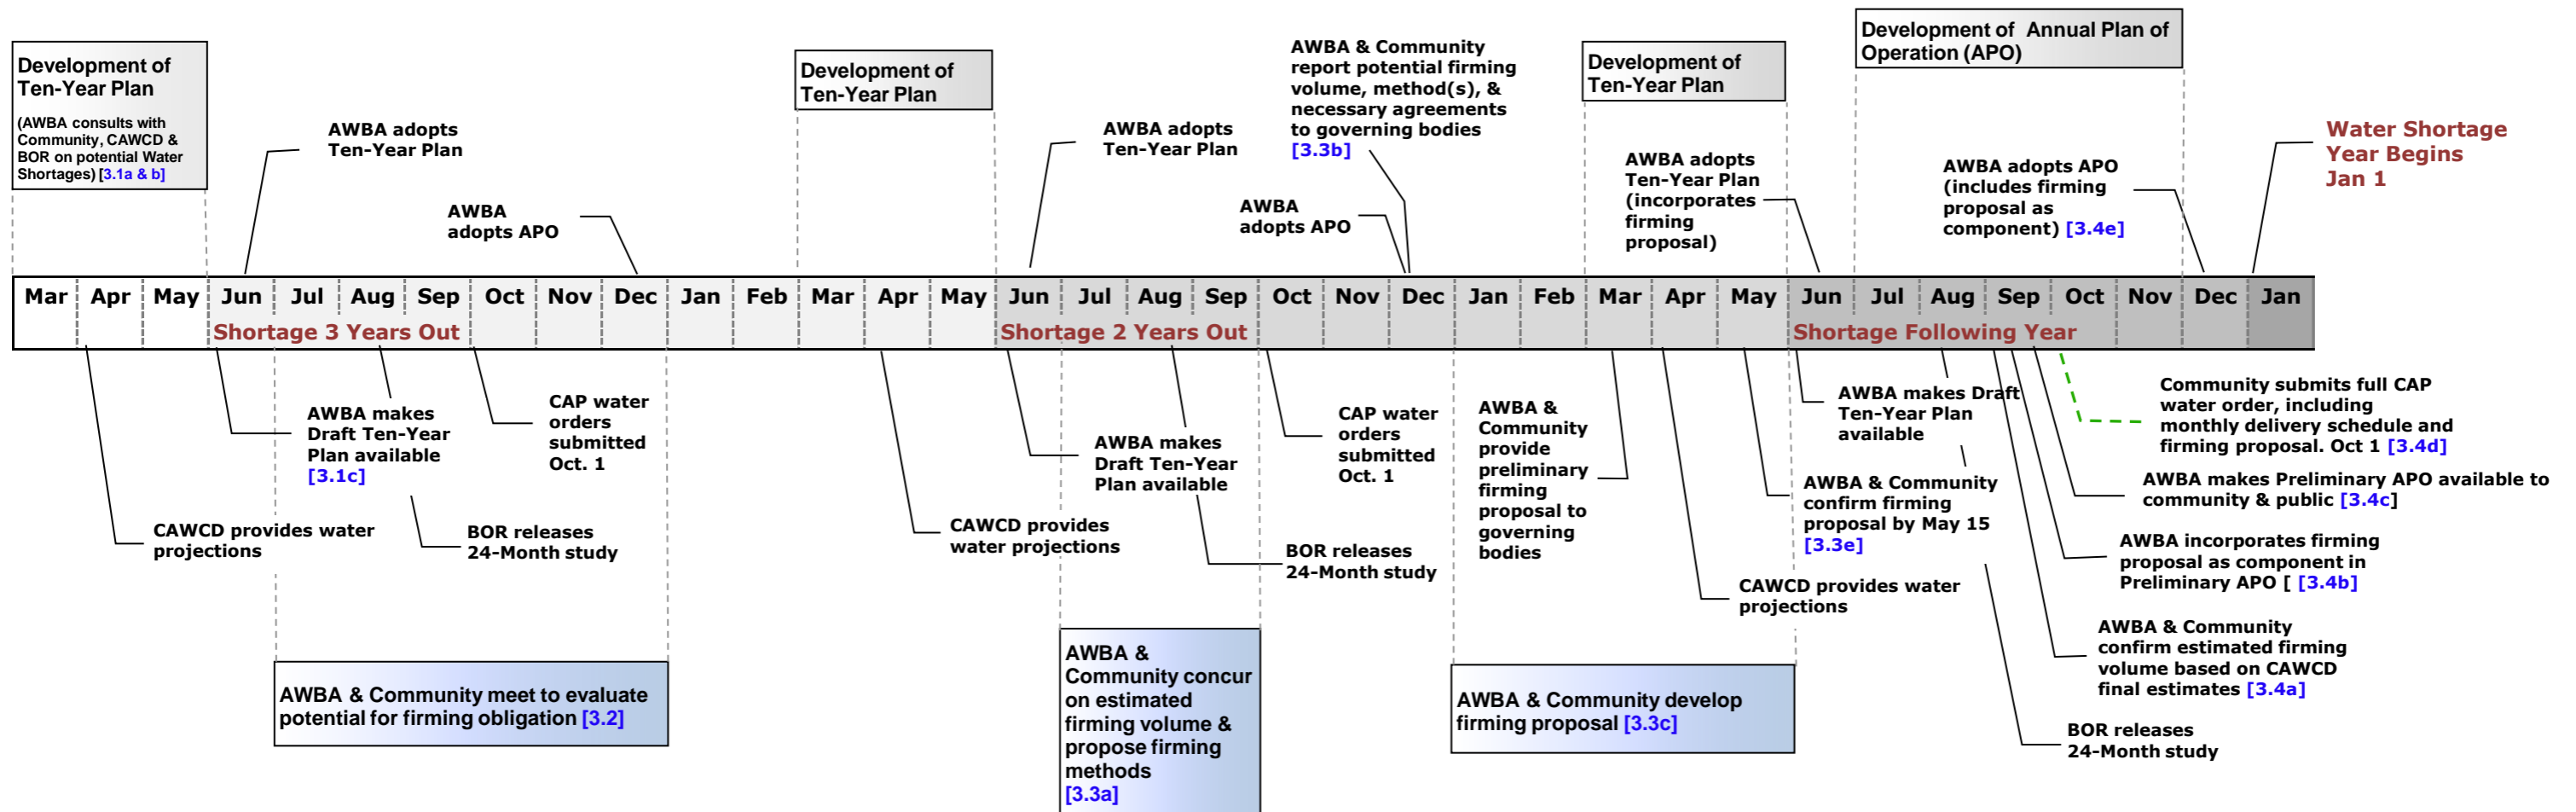 Development of
Ten-Year Plan
(AWBA consults with
Community, CAWCD &
BOR on potential Water
Shortages) [3.1a & b]
AWBA adopts
Ten-Year Plan
AWBA
adopts APO
Development of
Ten-Year Plan
AWBA adopts
Ten-Year Plan
AWBA & Community
report potential firming
volume, method(s), &
necessary agreements
to governing bodies
[3.3b]
AWBA
adopts APO
Development of
Ten-Year Plan
AWBA adopts
Ten-Year Plan
(incorporates
firming
proposal)
Development of Annual Plan of
Operation (APO)
AWBA adopts APO
(includes firming
proposal as
component) [3.4e]
Water Shortage
Year Begins
Jan 1
Mar Apr May Jun Jul Aug Sep Oct Nov Dec Jan Feb Mar Apr May Jun Jul Aug Sep Oct Nov Dec Jan Feb Mar Apr May Jun Jul Aug Sep Oct Nov Dec Jan
Shortage 3 Years Out
Shortage 2 Years Out
Shortage Following Year
CAWCD provides water
projections
AWBA makes
Draft Ten-Year
Plan available
[3.1c]
BOR releases
24-Month study
CAP water
orders
submitted
Oct. 1
AWBA & Community meet to evaluate
potential for firming obligation [3.2]
CAWCD provides
water projections
AWBA makes
Draft Ten-Year
Plan available
BOR releases
24-Month study
CAP water
orders
submitted
Oct. 1
AWBA &
Community concur
on estimated
firming volume &
propose firming
methods
[3.3a]
AWBA &
Community
provide
preliminary
firming
proposal to
governing
bodies
AWBA & Community develop
firming proposal [3.3c]
CAWCD provides water
projections
AWBA & Community
confirm firming
proposal by May 15
[3.3e]
AWBA makes Draft
Ten-Year Plan
available
Community submits full CAP
water order, including
monthly delivery schedule and
firming proposal. Oct 1 [3.4d]
AWBA makes Preliminary APO available to
community & public [3.4c]
AWBA incorporates firming
proposal as component in
Preliminary APO [ [3.4b]
AWBA & Community
confirm estimated firming
volume based on CAWCD
final estimates [3.4a]
BOR releases
24-Month study